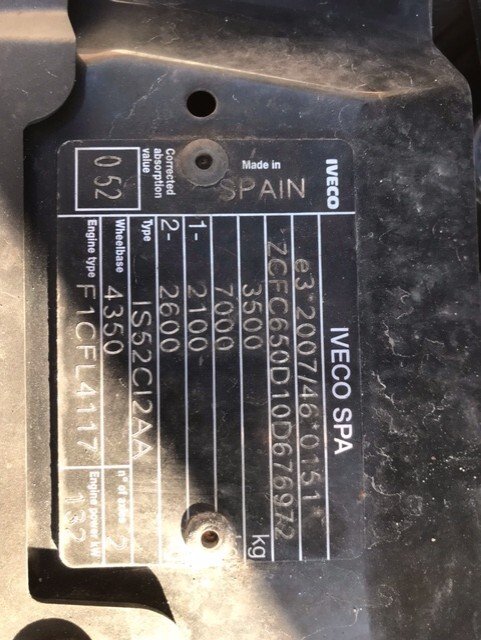 IVECO
IVECO SPA
e3*2007/46*0151*
*ZCFC650D10D676972
3500 kg
7000
1- 2100
2- 2600
Made in
SPAIN
Corrected
absorption
value
0.52
Type IS52CI2AA
Wheelbase 4350 n° of axles 2
Engine type F1CFL4117 Engine power kW 132